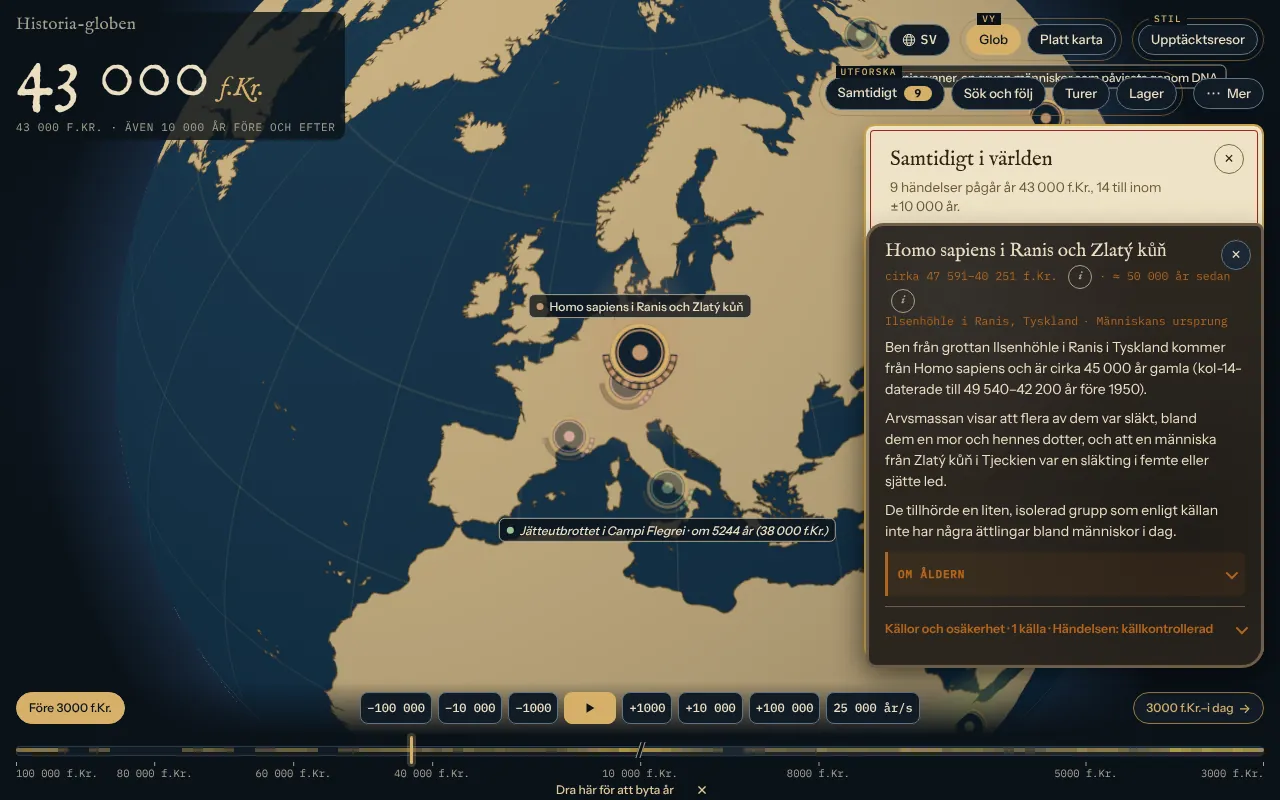 Historia-globen
43 000 f.Kr.
43 000 F.KR. · ÄVEN 10 000 ÅR FÖRE OCH EFTER
SV
VY
Glob
Platt karta
STIL
Upptäcktsresor
en grupp människor som påvisats genom DNA
UTFORSKA
Samtidigt 9
Sök och följ
Turer
Lager
··· Mer
Samtidigt i världen
9 händelser pågår år 43 000 f.Kr., 14 till inom
±10 000 år.
Homo sapiens i Ranis och Zlatý kůň
cirka 47 591–40 251 f.Kr. i · ≈ 50 000 år sedan
i
Ilsenhöhle i Ranis, Tyskland · Människans ursprung
Ben från grottan Ilsenhöhle i Ranis i Tyskland kommer
från Homo sapiens och är cirka 45 000 år gamla (kol-14-
daterade till 49 540–42 200 år före 1950).
Arvsmassan visar att flera av dem var släkt, bland
dem en mor och hennes dotter, och att en människa
från Zlatý kůň i Tjeckien var en släkting i femte eller
sjätte led.
De tillhörde en liten, isolerad grupp som enligt källan
inte har några ättlingar bland människor i dag.
OM ÅLDERN
Källor och osäkerhet · 1 källa · Händelsen: källkontrollerad
Homo sapiens i Ranis och Zlatý kůň
Jätteutbrottet i Campi Flegrei · om 5244 år (38 000 f.Kr.)
Före 3000 f.Kr.
−100 000
−10 000
−1000
+1000
+10 000
+100 000
25 000 år/s
3000 f.Kr.–i dag →
100 000 f.Kr.
80 000 f.Kr.
60 000 f.Kr.
40 000 f.Kr.
10 000 f.Kr.
8000 f.Kr.
5000 f.Kr.
3000 f.Kr.
Dra här för att byta år